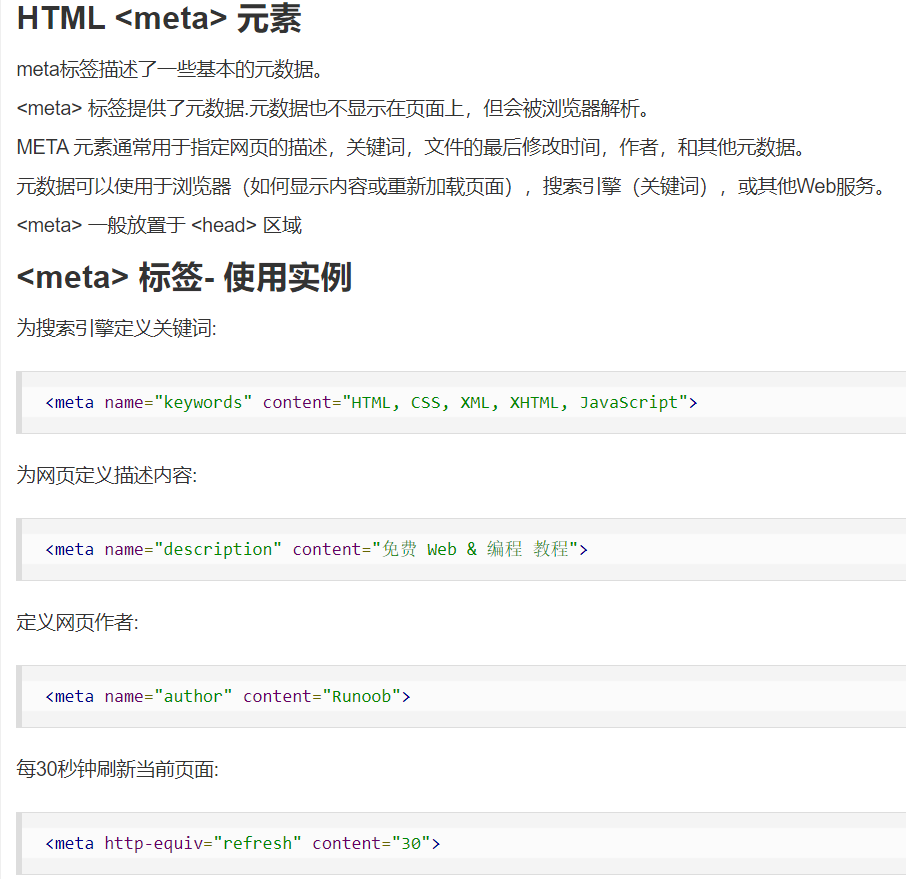 HTML <meta> 元素
meta标签描述了一些基本的元数据。
<meta> 标签提供了元数据.元数据也不显示在页面上，但会被浏览器解析。
META 元素通常用于指定网页的描述，关键词，文件的最后修改时间，作者，和其他元数据。
元数据可以使用于浏览器（如何显示内容或重新加载页面），搜索引擎（关键词），或其他Web服务。
<meta> 一般放置于 <head> 区域
<meta> 标签- 使用实例
为搜索引擎定义关键词:
<meta name="keywords" content="HTML, CSS, XML, XHTML, JavaScript">
为网页定义描述内容:
<meta name="description" content="免费 Web & 编程 教程">
定义网页作者:
<meta name="author" content="Runoob">
每30秒钟刷新当前页面:
<meta http-equiv="refresh" content="30">